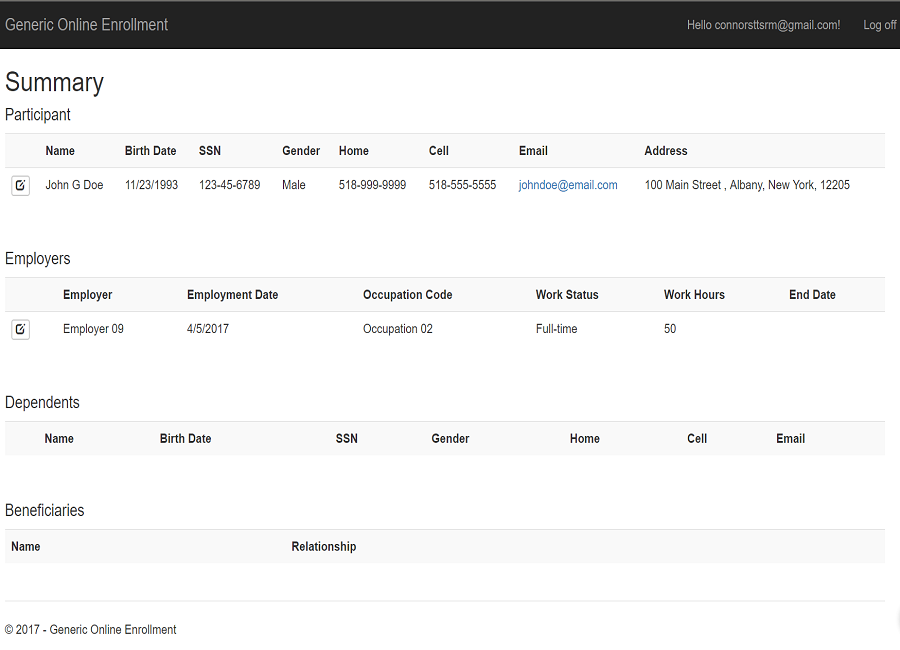 Generic Online Enrollment Hello connorsttsrm@gmail.com! Log off
Summary
Participant
Name Birth Date SSN Gender Home Cell Email Address
John G Doe 11/23/1993 123-45-6789 Male 518-999-9999 518-555-5555 johndoe@email.com 100 Main Street , Albany, New York, 12205
Employers
Employer Employment Date Occupation Code Work Status Work Hours End Date
Employer 09 4/5/2017 Occupation 02 Full-time 50
Dependents
Name Birth Date SSN Gender Home Cell Email
Beneficiaries
Name Relationship
© 2017 - Generic Online Enrollment